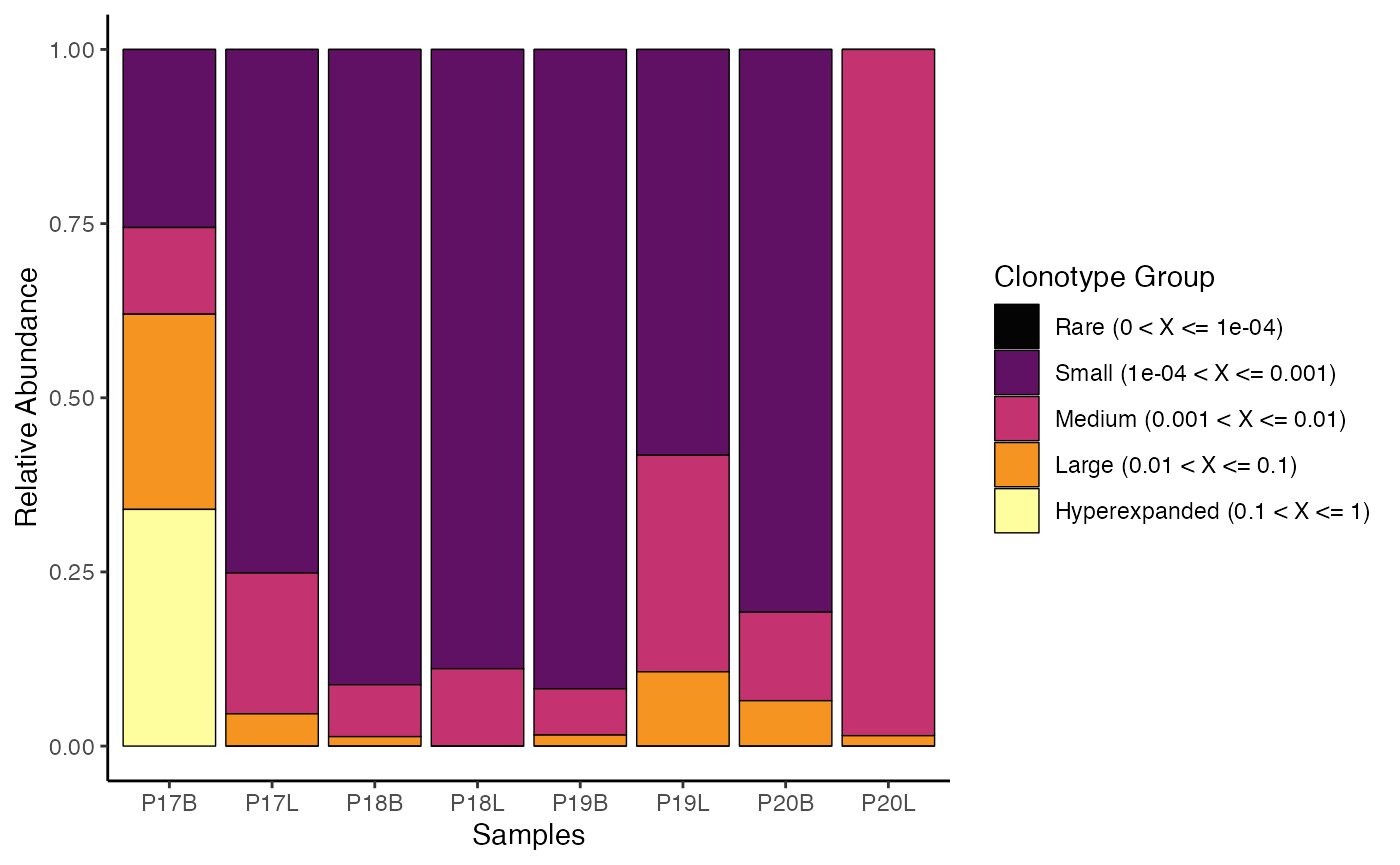 Relative Abundance
1.00
0.75
0.50
0.25
0.00
P17B P17L P18B P18L P19B P19L P20B P20L
Samples
Clonotype Group
Rare (0 < X <= 1e-04)
Small (1e-04 < X <= 0.001)
Medium (0.001 < X <= 0.01)
Large (0.01 < X <= 0.1)
Hyperexpanded (0.1 < X <= 1)